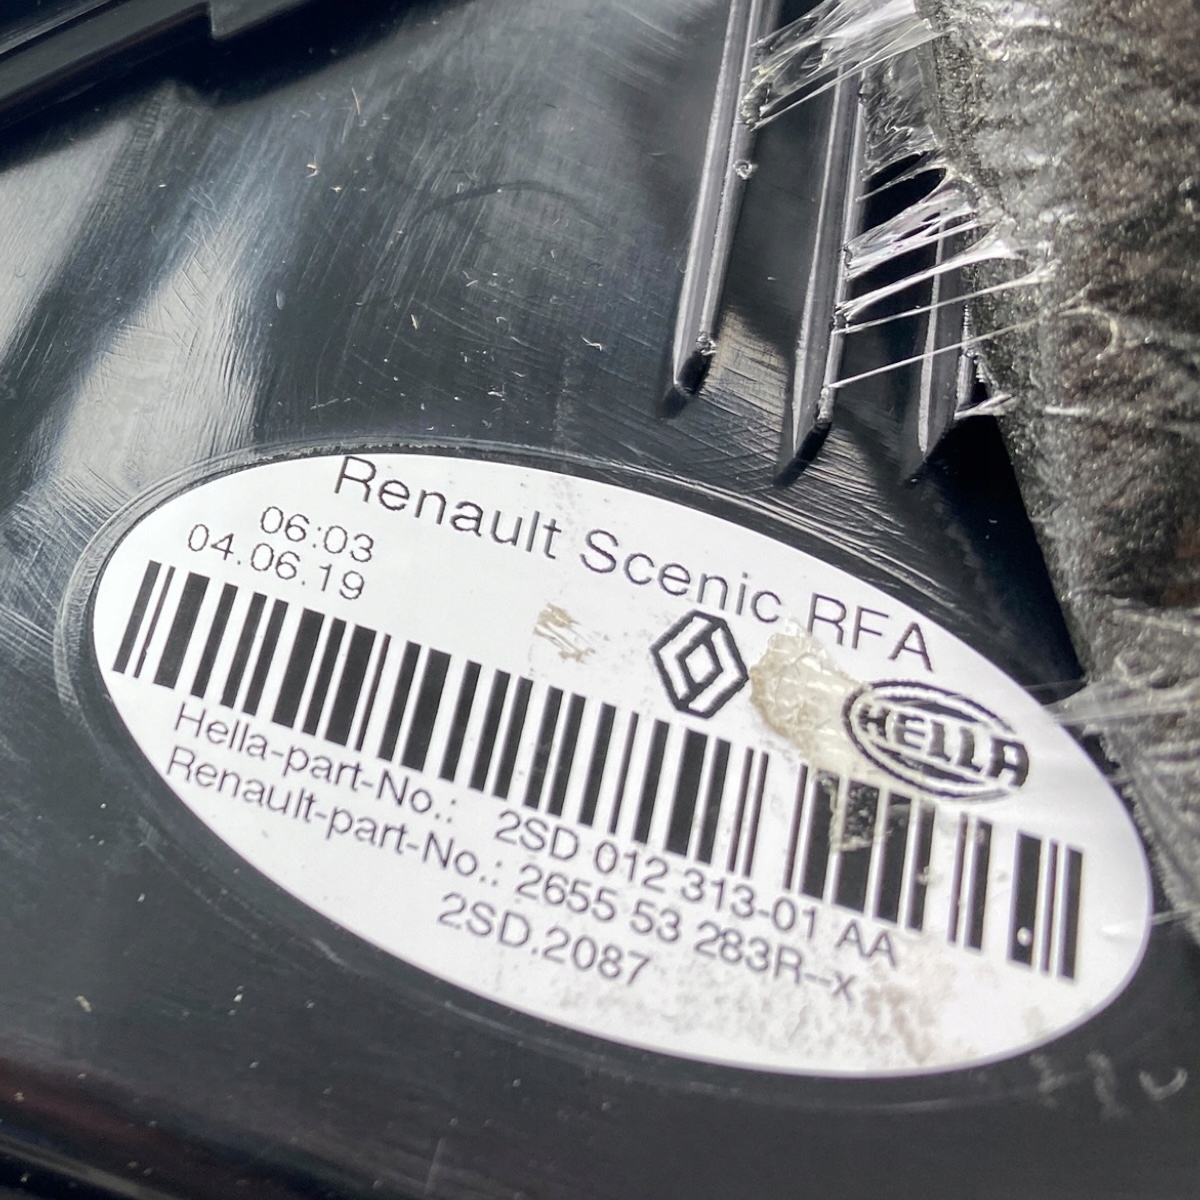 Renault Scenic RFA
06:03
04.06.19
HELLA
Hella-part-No.: 2SD 012 313-01 AA
Renault-part-No.: 2655 53 283R--x
2SD.2087